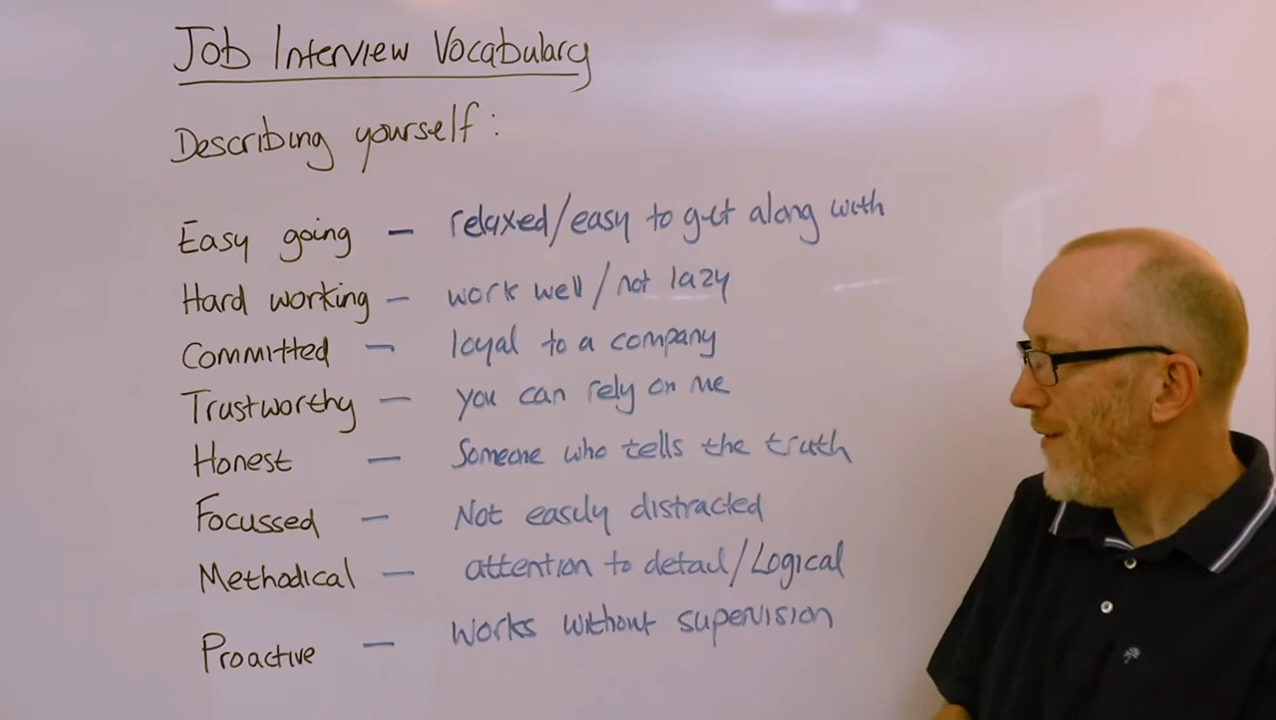 Job Interview Vocabulary
Describing yourself:
Easy going – relaxed/easy to get along with
Hard working – work well/not lazy
Committed – loyal to a company
Trustworthy – you can rely on me
Honest – Someone who tells the truth
Focussed – Not easily distracted
Methodical – attention to detail/Logical
Proactive – works without supervision